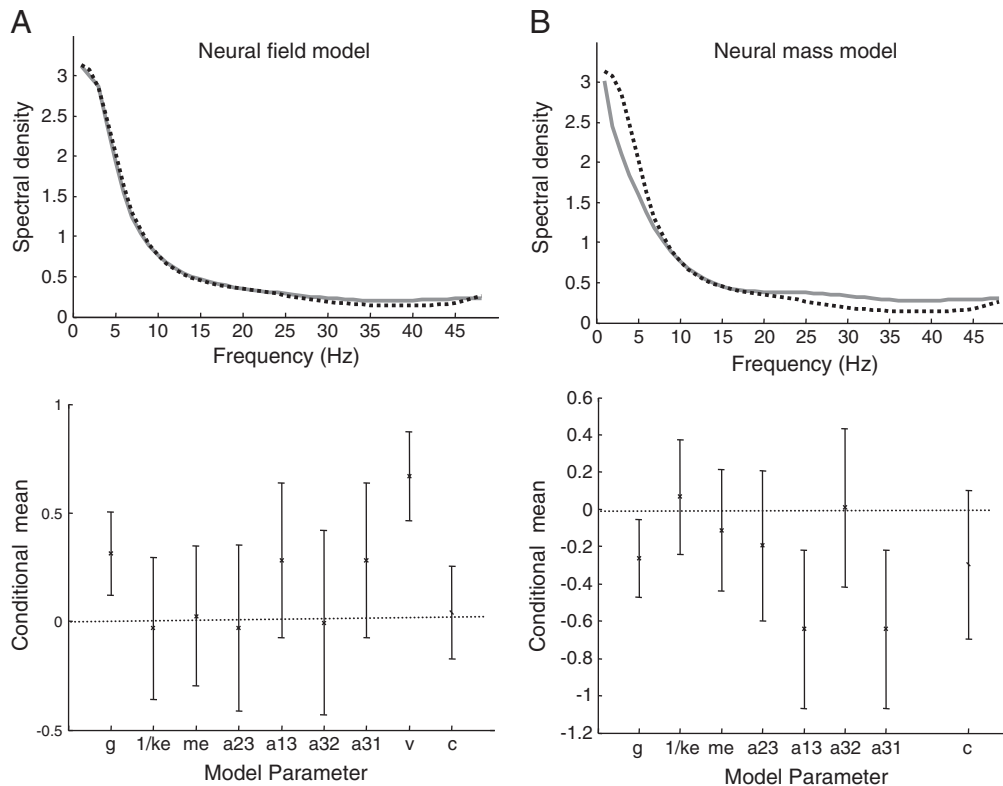 A
Neural field model
Spectral density
3
2.5
2
1.5
1
0.5
0
0 5 10 15 20 25 30 35 40 45
Frequency (Hz)
B
Neural mass model
Spectral density
3
2.5
2
1.5
1
0.5
0
0 5 10 15 20 25 30 35 40 45
Frequency (Hz)
Conditional mean
1
0.5
0
-0.5
g 1/ke me a23 a13 a32 a31 v c
Model Parameter
Conditional mean
0.6
0.4
0.2
0
-0.2
-0.4
-0.6
-0.8
-1
-1.2
g 1/ke me a23 a13 a32 a31 c
Model Parameter